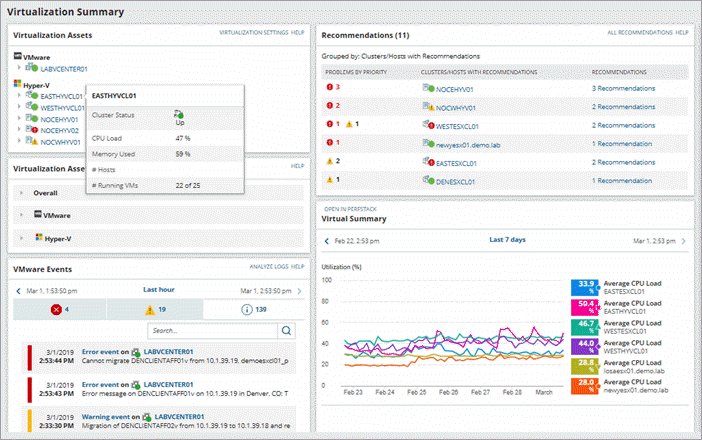 Virtualization Summary
Virtualization Assets
VIRTUALIZATION SETTINGS HELP
VMware
LABVCENTER01
Hyper-V
EASTHYVCL01
WESTHYVCL01
NOCEHYV01
NOCEHYV02
NOCWHYV01
EASTHYVCL01
Cluster Status
Up
CPU Load 47 %
Memory Used 59 %
# Hosts
# Running VMs 22 of 25
Virtualization Asse
HELP
Overall
VMware
Hyper-V
VMware Events
ANALYZE LOGS HELP
Mar 1, 1:53:50 pm Last hour Mar 1, 2:53:50 pm
4 19 139
Search...
3/1/2019 Error event on LABVCENTER01
2:53:44 PM Cannot migrate DENCLIENTAFF01v from 10.1.39.19, demoesxcl01_p
3/1/2019 Error event on LABVCENTER01
2:53:43 PM Error message on DENCLIENTAFF01v on 10.1.39.19 in Denver, CO: T
3/1/2019 Warning event on LABVCENTER01
2:33:30 PM Migration of DENCLIENTAFF02v from 10.1.39.19 to 10.1.39.18 and re
Recommendations (11)
ALL RECOMMENDATIONS HELP
Grouped by: Clusters/Hosts with Recommendations
PROBLEMS BY PRIORITY CLUSTERS/HOSTS WITH RECOMMENDATIONS RECOMMENDATIONS
3 NOCEHYV01 3 Recommendations
2 NOCWHYV01 2 Recommendations
1 1 WESTESXCL01 2 Recommendations
1 newyesx01.demo.lab 1 Recommendation
2 EASTESXCL01 2 Recommendations
1 DENESXCL01 1 Recommendation
OPEN IN PERFSTACK
Virtual Summary
Feb 22, 2:53 pm Last 7 days Mar 1, 2:53 pm
Utilization (%)
100
80
60
40
20
0
Feb 23 Feb 24 Feb 25 Feb 26 Feb 27 Feb 28 March
33.9 % Average CPU Load
EASTESXCL01
59.4 % Average CPU Load
EASTHYVCL01
46.7 % Average CPU Load
WESTESXCL01
44.0 % Average CPU Load
WESTHYVCL01
28.8 % Average CPU Load
losaesx01.demo.lab
28.0 % Average CPU Load
newyesx01.demo.lab